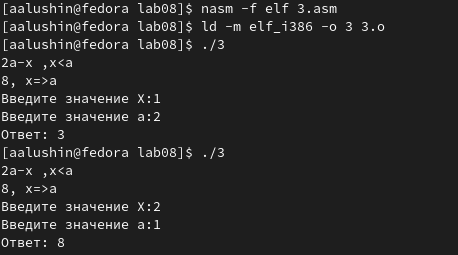 [aalushin@fedora lab08]$ nasm -f elf 3.asm
[aalushin@fedora lab08]$ ld -m elf_i386 -o 3 3.o
[aalushin@fedora lab08]$ ./3
2a-x ,x<a
8, x=>a
Введите значение X:1
Введите значение a:2
Ответ: 3
[aalushin@fedora lab08]$ ./3
2a-x ,x<a
8, x=>a
Введите значение X:2
Введите значение a:1
Ответ: 8